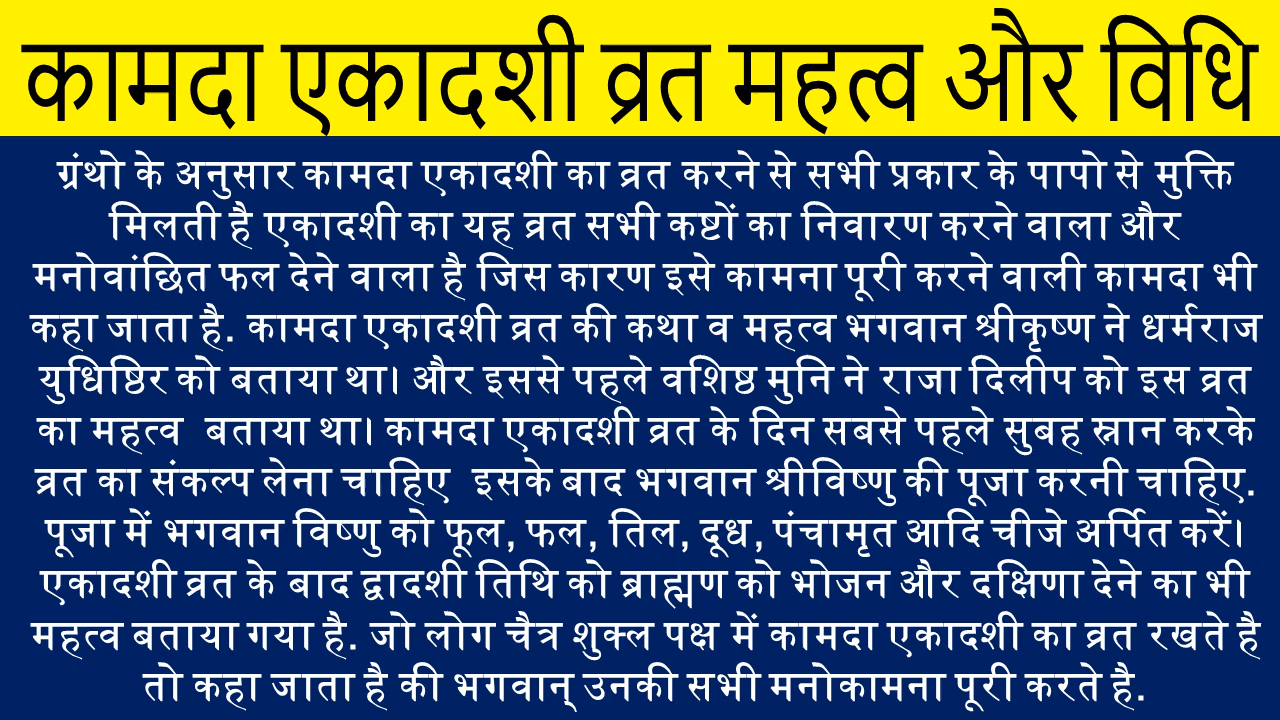 कामदा एकादशी व्रत महत्व और विधि
ग्रंथो के अनुसार कामदा एकादशी का व्रत करने से सभी प्रकार के पापो से मुक्ति
मिलती है एकादशी का यह व्रत सभी कष्टों का निवारण करने वाला और
मनोवांछित फल देने वाला है जिस कारण इसे कामना पूरी करने वाली कामदा भी
कहा जाता है. कामदा एकादशी व्रत की कथा व महत्व भगवान श्रीकृष्ण ने धर्मराज
युधिष्ठिर को बताया था। और इससे पहले वशिष्ठ मुनि ने राजा दिलीप को इस व्रत
का महत्व बताया था। कामदा एकादशी व्रत के दिन सबसे पहले सुबह स्नान करके
व्रत का संकल्प लेना चाहिए इसके बाद भगवान श्रीविष्णु की पूजा करनी चाहिए.
पूजा में भगवान विष्णु को फूल, फल, तिल, दूध, पंचामृत आदि चीजे अर्पित करें।
एकादशी व्रत के बाद द्वादशी तिथि को ब्राह्मण को भोजन और दक्षिणा देने का भी
महत्व बताया गया है. जो लोग चैत्र शुक्ल पक्ष में कामदा एकादशी का व्रत रखते है
तो कहा जाता है की भगवान् उनकी सभी मनोकामना पूरी करते है.